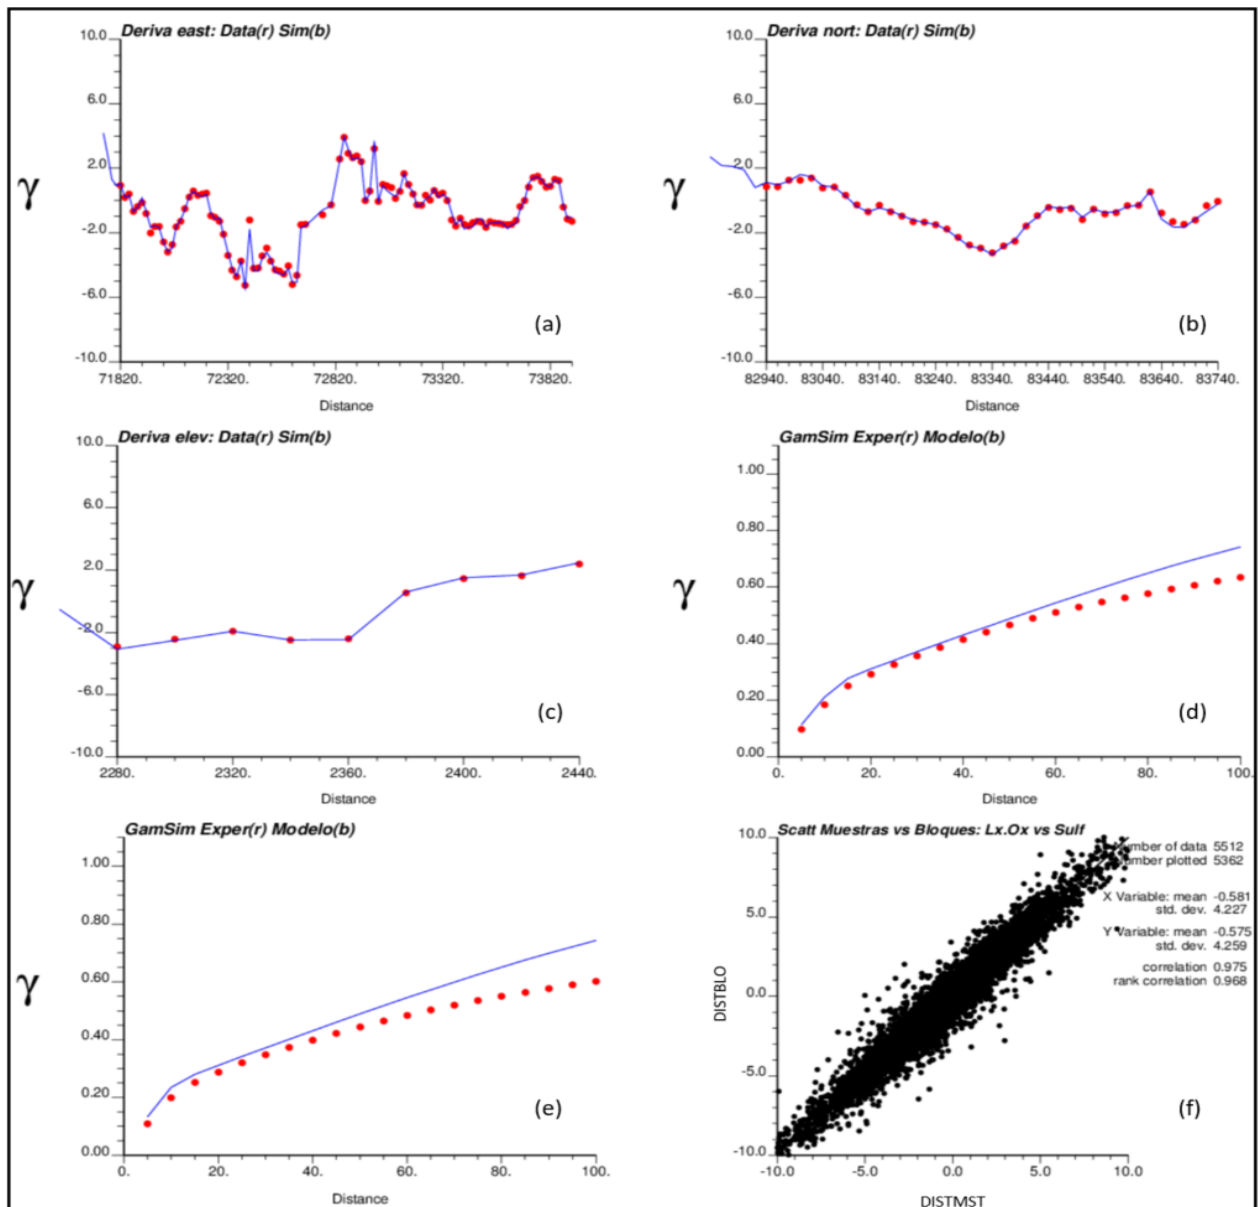 Deriva east: Data(r) Sim(b)
10.0
6.0
2.0
-2.0
-6.0
-10.0
γ
71820. 72320. 72820. 73320. 73820.
Distance
(a)
Deriva nort: Data(r) Sim(b)
10.0
6.0
2.0
-2.0
-6.0
-10.0
γ
82940. 83040. 83140. 83240. 83340. 83440. 83540. 83640. 83740.
Distance
(b)
Deriva elev: Data(r) Sim(b)
10.0
6.0
2.0
-2.0
-6.0
-10.0
γ
2280. 2320. 2360. 2400. 2440.
Distance
(c)
GamSim Exper(r) Modelo(b)
1.00
0.80
0.60
0.40
0.20
0.00
γ
0. 20. 40. 60. 80. 100.
Distance
(d)
GamSim Exper(r) Modelo(b)
1.00
0.80
0.60
0.40
0.20
0.00
γ
0. 20. 40. 60. 80. 100.
Distance
(e)
Scatt Muestras vs Bloques: Lx.Ox vs Sulf
10.0
5.0
0.0
-5.0
-10.0
DISTBLO
-10.0 -5.0 0.0 5.0 10.0
DISTMST
of data 5512
plotted 5362
X Variable: mean -0.581
std. dev. 4.227
Y Variable: mean -0.575
std. dev. 4.259
correlation 0.975
rank correlation 0.968
(f)